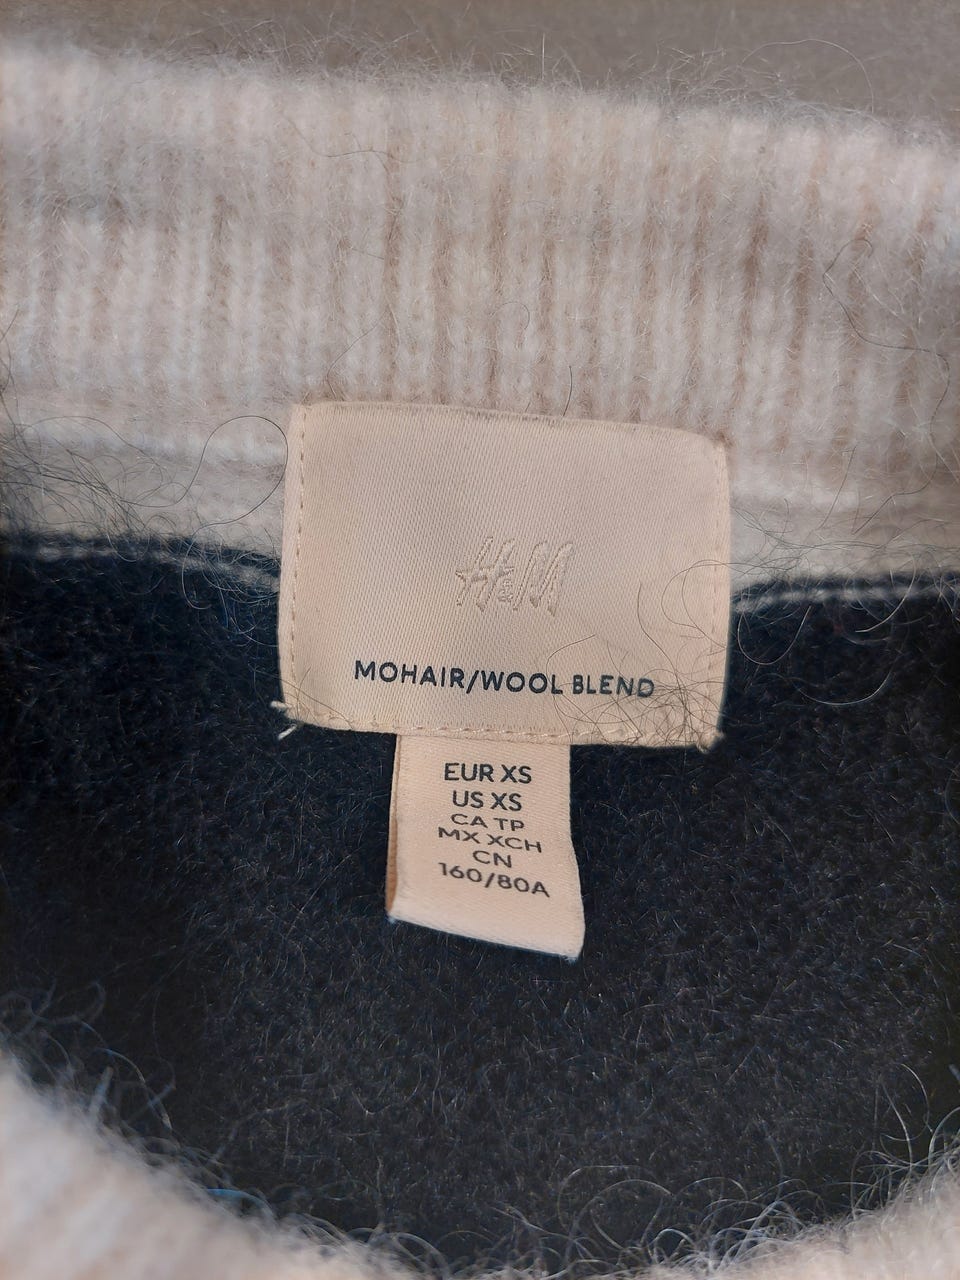 H&M
MOHAIR/WOOL BLEND
EUR XS
US XS
CA TP
MX XCH
CN
160/80A